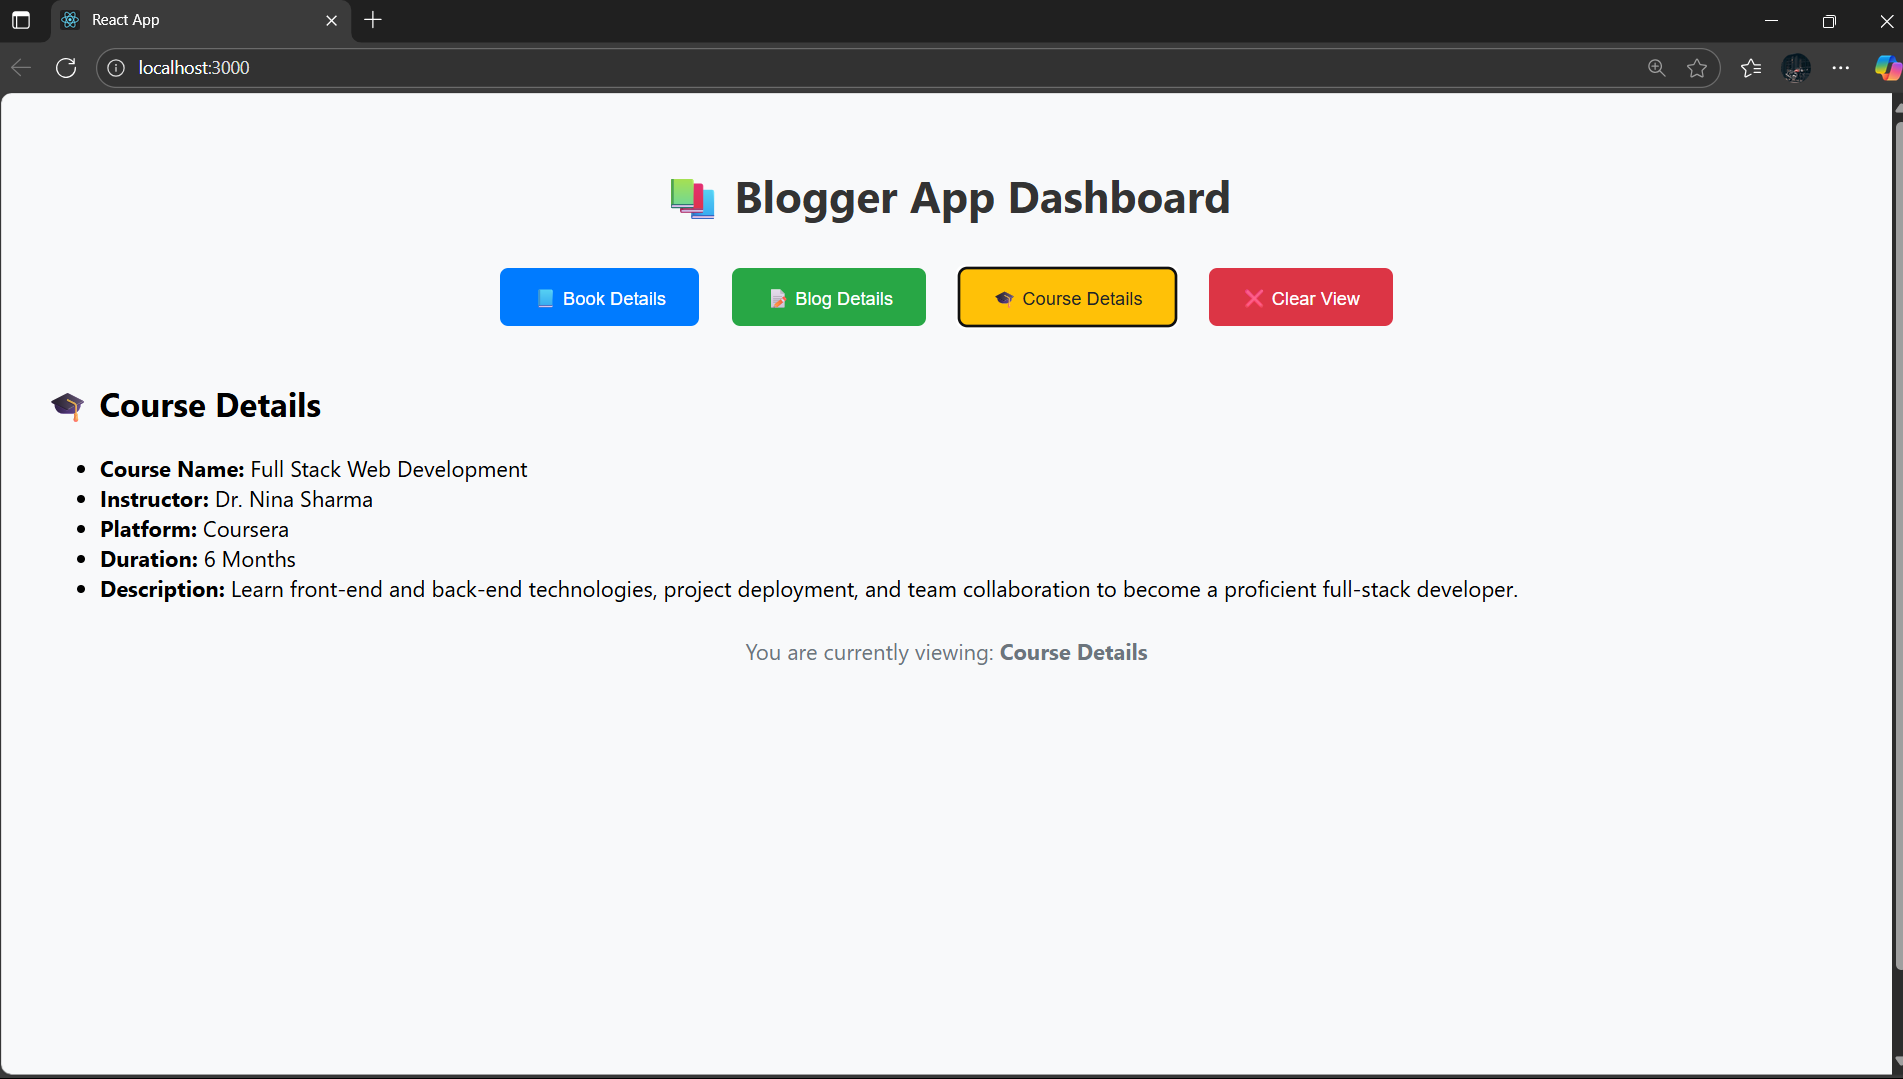 React App
localhost:3000
Blogger App Dashboard
Book Details
Blog Details
Course Details
Clear View
Course Details
Course Name: Full Stack Web Development
Instructor: Dr. Nina Sharma
Platform: Coursera
Duration: 6 Months
Description: Learn front-end and back-end technologies, project deployment, and team collaboration to become a proficient full-stack developer.
You are currently viewing: Course Details